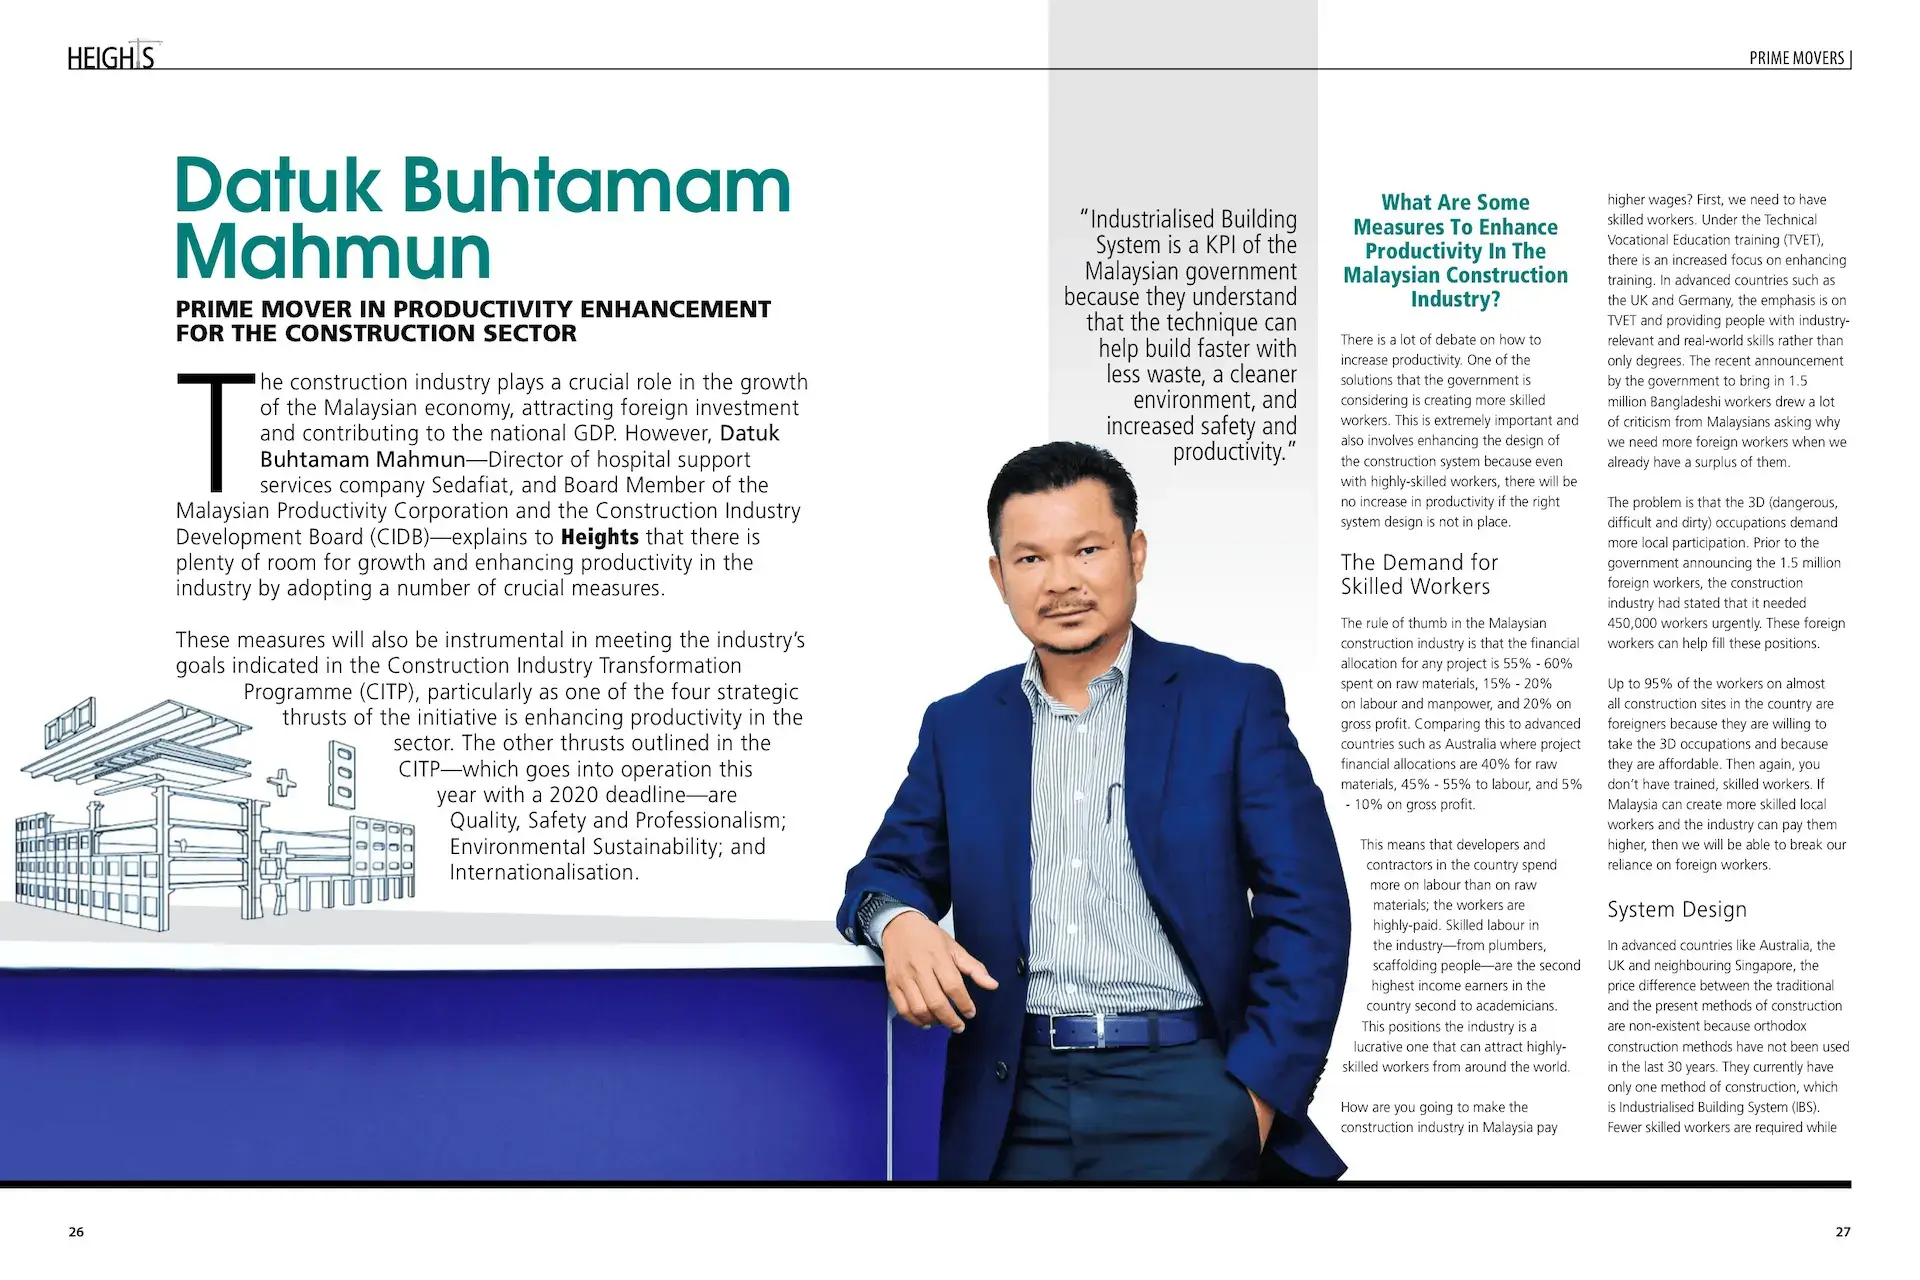 HEIGHTS
PRIME MOVERS
Datuk Buhtamam
Mahmun
PRIME MOVER IN PRODUCTIVITY ENHANCEMENT
FOR THE CONSTRUCTION SECTOR
The construction industry plays a crucial role in the growth
of the Malaysian economy, attracting foreign investment
and contributing to the national GDP. However, Datuk
Buhtamam Mahmun—Director of hospital support
services company Sedafiat, and Board Member of the
Malaysian Productivity Corporation and the Construction Industry
Development Board (CIDB)—explains to Heights that there is
plenty of room for growth and enhancing productivity in the
industry by adopting a number of crucial measures.
These measures will also be instrumental in meeting the industry's
goals indicated in the Construction Industry Transformation
Programme (CITP), particularly as one of the four strategic
thrusts of the initiative is enhancing productivity in the
sector. The other thrusts outlined in the
CITP—which goes into operation this
year with a 2020 deadline—are
Quality, Safety and Professionalism;
Environmental Sustainability; and
Internationalisation.
"Industrialised Building
System is a KPI of the
Malaysian government
because they understand
that the technique can
help build faster with
less waste, a cleaner
environment, and
increased safety and
productivity."
What Are Some
Measures To Enhance
Productivity In The
Malaysian Construction
Industry?
There is a lot of debate on how to
increase productivity. One of the
solutions that the government is
considering is creating more skilled
workers. This is extremely important and
also involves enhancing the design of
the construction system because even
with highly-skilled workers, there will be
no increase in productivity if the right
system design is not in place.
The Demand for
Skilled Workers
The rule of thumb in the Malaysian
construction industry is that the financial
allocation for any project is 55% - 60%
spent on raw materials, 15% - 20%
on labour and manpower, and 20% on
gross profit. Comparing this to advanced
countries such as Australia where project
financial allocations are 40% for raw
materials, 45% - 55% to labour, and 5%
- 10% on gross profit.
This means that developers and
contractors in the country spend
more on labour than on raw
materials; the workers are
highly-paid. Skilled labour in
the industry—from plumbers,
scaffolding people—are the second
highest income earners in the
country second to academicians.
This positions the industry is a
lucrative one that can attract highly-
skilled workers from around the world.
How are you going to make the
construction industry in Malaysia pay
higher wages? First, we need to have
skilled workers. Under the Technical
Vocational Education training (TVET),
there is an increased focus on enhancing
training. In advanced countries such as
the UK and Germany, the emphasis is on
TVET and providing people with industry-
relevant and real-world skills rather than
only degrees. The recent announcement
by the government to bring in 1.5
million Bangladeshi workers drew a lot
of criticism from Malaysians asking why
we need more foreign workers when we
already have a surplus of them.
The problem is that the 3D (dangerous,
difficult and dirty) occupations demand
more local participation. Prior to the
government announcing the 1.5 million
foreign workers, the construction
industry had stated that it needed
450,000 workers urgently. These foreign
workers can help fill these positions.
Up to 95% of the workers on almost
all construction sites in the country are
foreigners because they are willing to
take the 3D occupations and because
they are affordable. Then again, you
don't have trained, skilled workers. If
Malaysia can create more skilled local
workers and the industry can pay them
higher, then we will be able to break our
reliance on foreign workers.
System Design
In advanced countries like Australia, the
UK and neighbouring Singapore, the
price difference between the traditional
and the present methods of construction
are non-existent because orthodox
construction methods have not been used
in the last 30 years. They currently have
only one method of construction, which
is Industrialised Building System (IBS).
Fewer skilled workers are required while
26
27